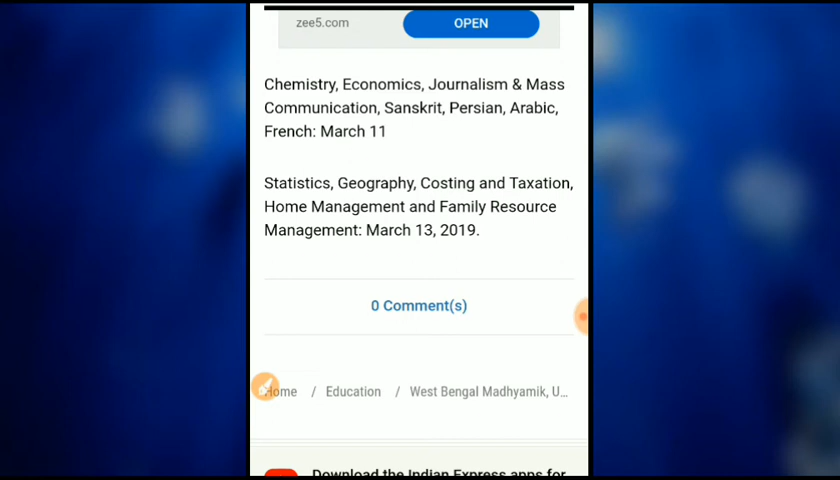 zee5.com
OPEN
Chemistry, Economics, Journalism & Mass
Communication, Sanskrit, Persian, Arabic,
French: March 11
Statistics, Geography, Costing and Taxation,
Home Management and Family Resource
Management: March 13, 2019.
0 Comment(s)
Home / Education / West Bengal Madhyamik, U...
Download the Indian Express apps for